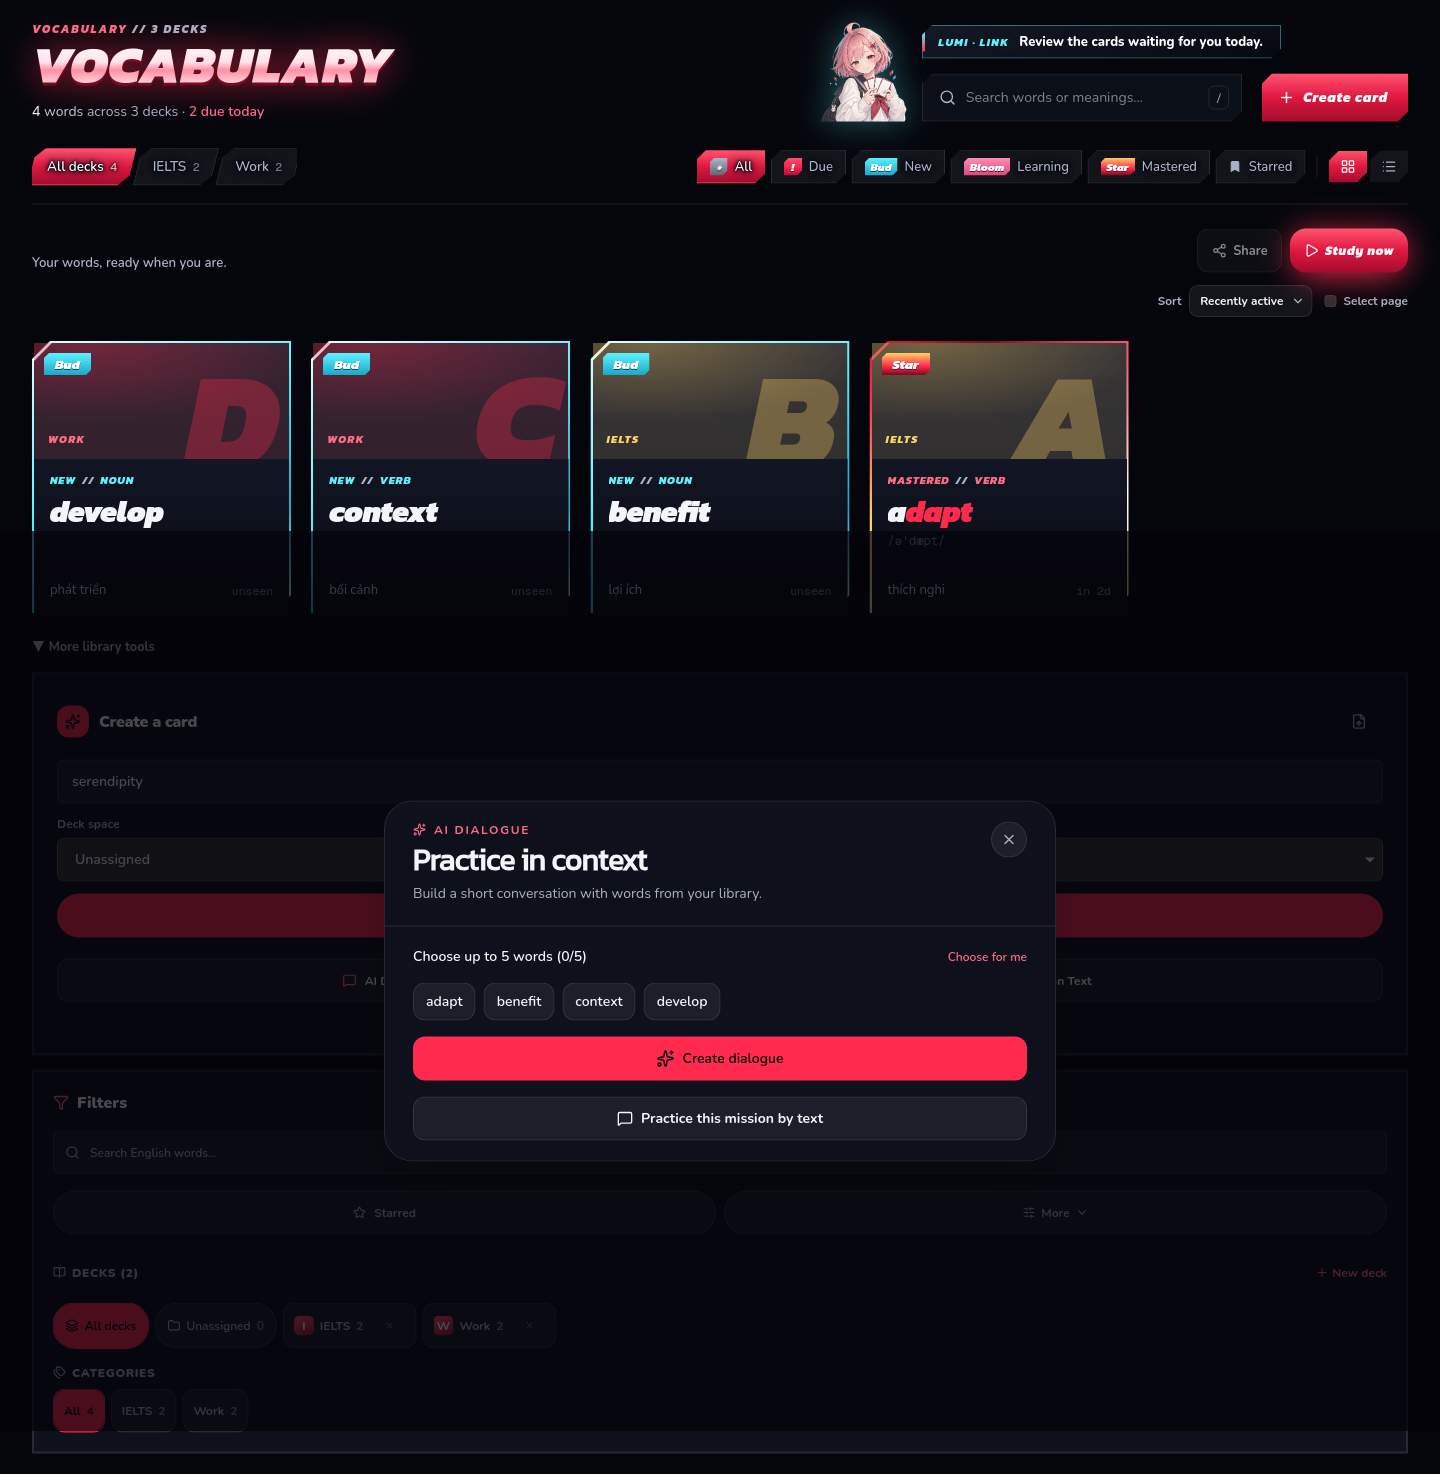 VOCABULARY // 3 DECKS
VOCABULARY
4 words across 3 decks · 2 due today
LUMI · LINK Review the cards waiting for you today.
Search words or meanings... /
Create card
All decks 4 IELTS 2 Work 2
All ! Due Bud New Bloom Learning Star Mastered Starred
Your words, ready when you are.
Share Study now
Sort Recently active Select page
Bud
D
WORK
NEW // NOUN
develop
phát triển unseen
Bud
C
WORK
NEW // VERB
context
bối cảnh unseen
Bud
B
IELTS
NEW // NOUN
benefit
lợi ích unseen
Star
A
IELTS
MASTERED // VERB
adapt
/əˈdæpt/
thích nghi in 2d
▼ More library tools
Create a card
serendipity
Deck space
Unassigned
AI D
n Text
AI DIALOGUE
Practice in context
Build a short conversation with words from your library.
Choose up to 5 words (0/5) Choose for me
adapt benefit context develop
Create dialogue
Practice this mission by text
Filters
Search English words...
Starred More
DECKS (2) New deck
All decks Unassigned 0 I IELTS 2 × W Work 2 ×
CATEGORIES
All 4 IELTS 2 Work 2